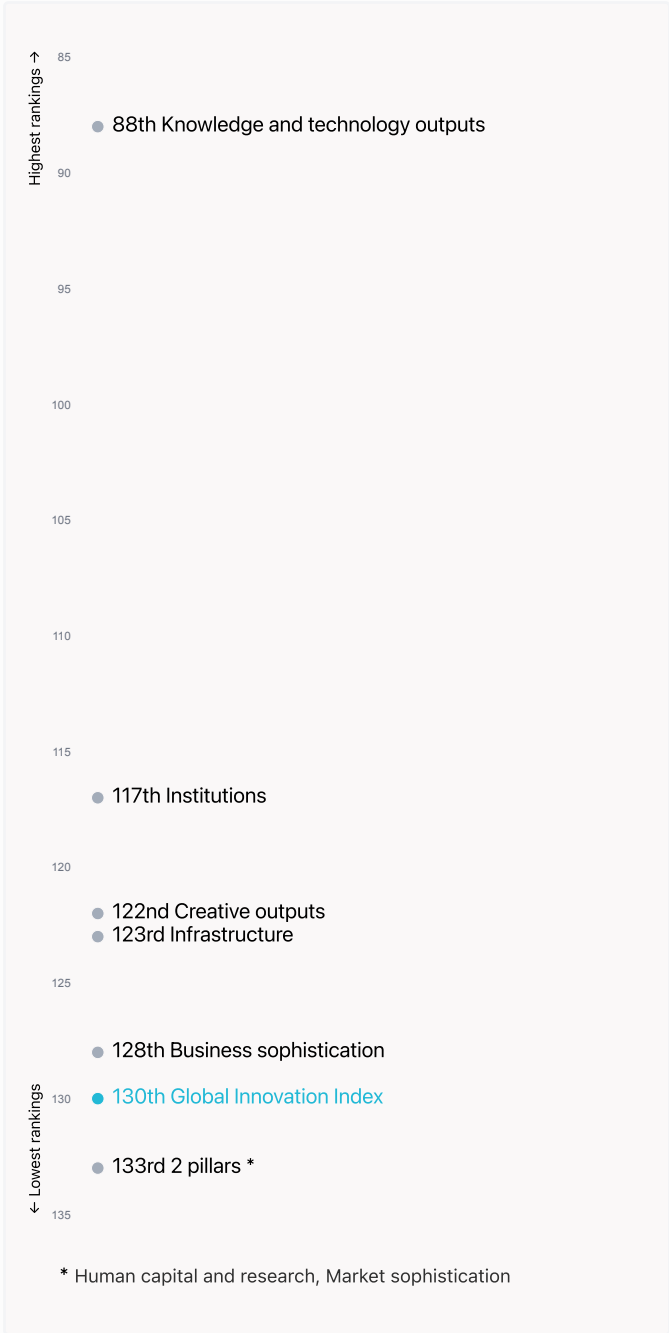 Highest rankings →
85
88th Knowledge and technology outputs
90
95
100
105
110
115
117th Institutions
120
122nd Creative outputs
123rd Infrastructure
125
128th Business sophistication
130
130th Global Innovation Index
← Lowest rankings
133rd 2 pillars *
135
* Human capital and research, Market sophistication